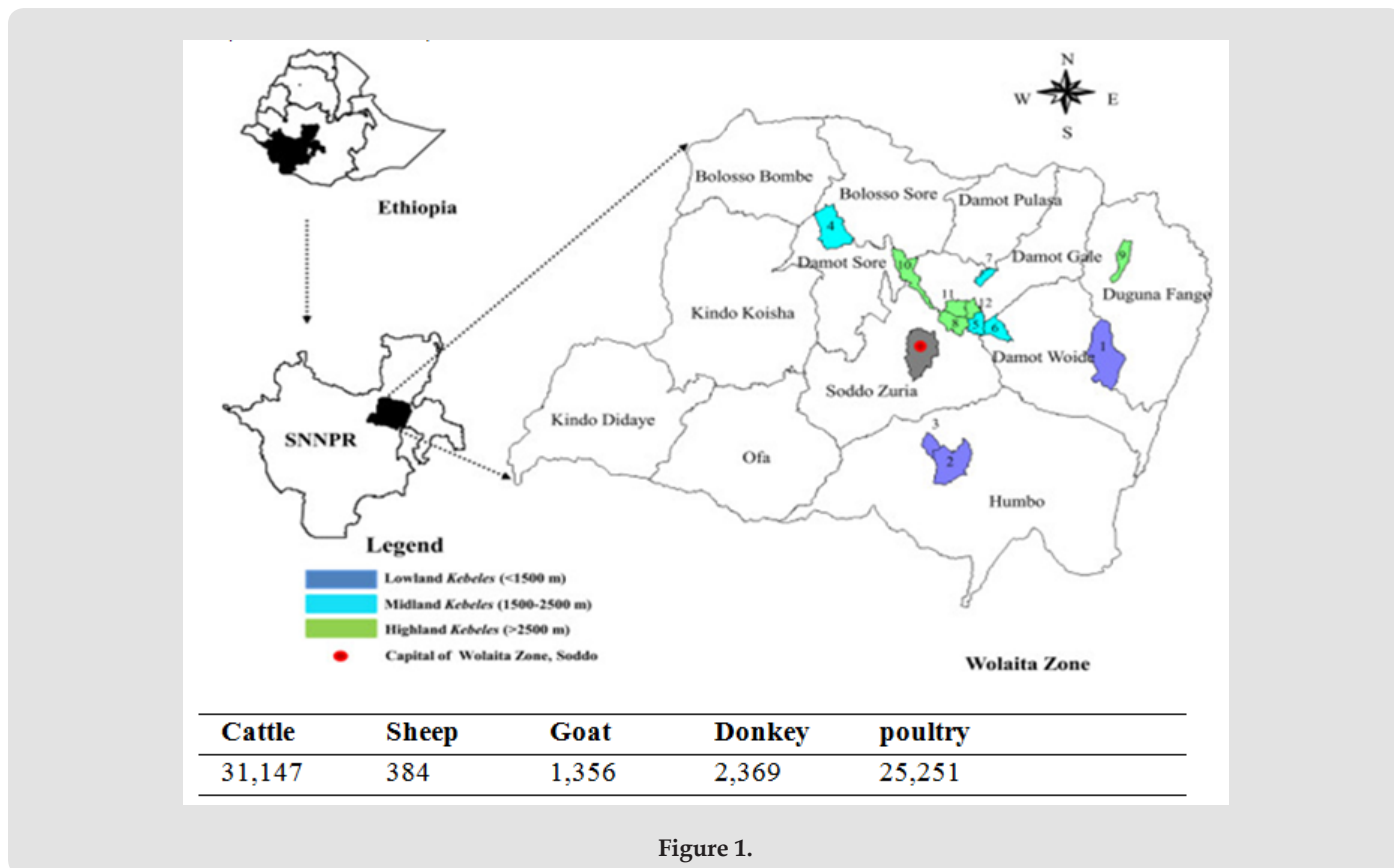 N
W E
S
Ethiopia
Bolosso Bombe
Bolosso Sore
Damot Pulasa
4
Damot Sore
10
7
Damot Gale
9
Duguna Fango
Kindo Koisha
11
12
8
5
6
Damot Woide
1
Soddo Zuria
SNNPR
Kindo Didaye
Ofa
3
2
Humbo
Legend
Lowland Kebeles (<1500 m)
Midland Kebeles (1500-2500 m)
Highland Kebeles (>2500 m)
Capital of Wolaita Zone, Soddo
Wolaita Zone
Cattle Sheep Goat Donkey poultry
31,147 384 1,356 2,369 25,251
Figure 1.